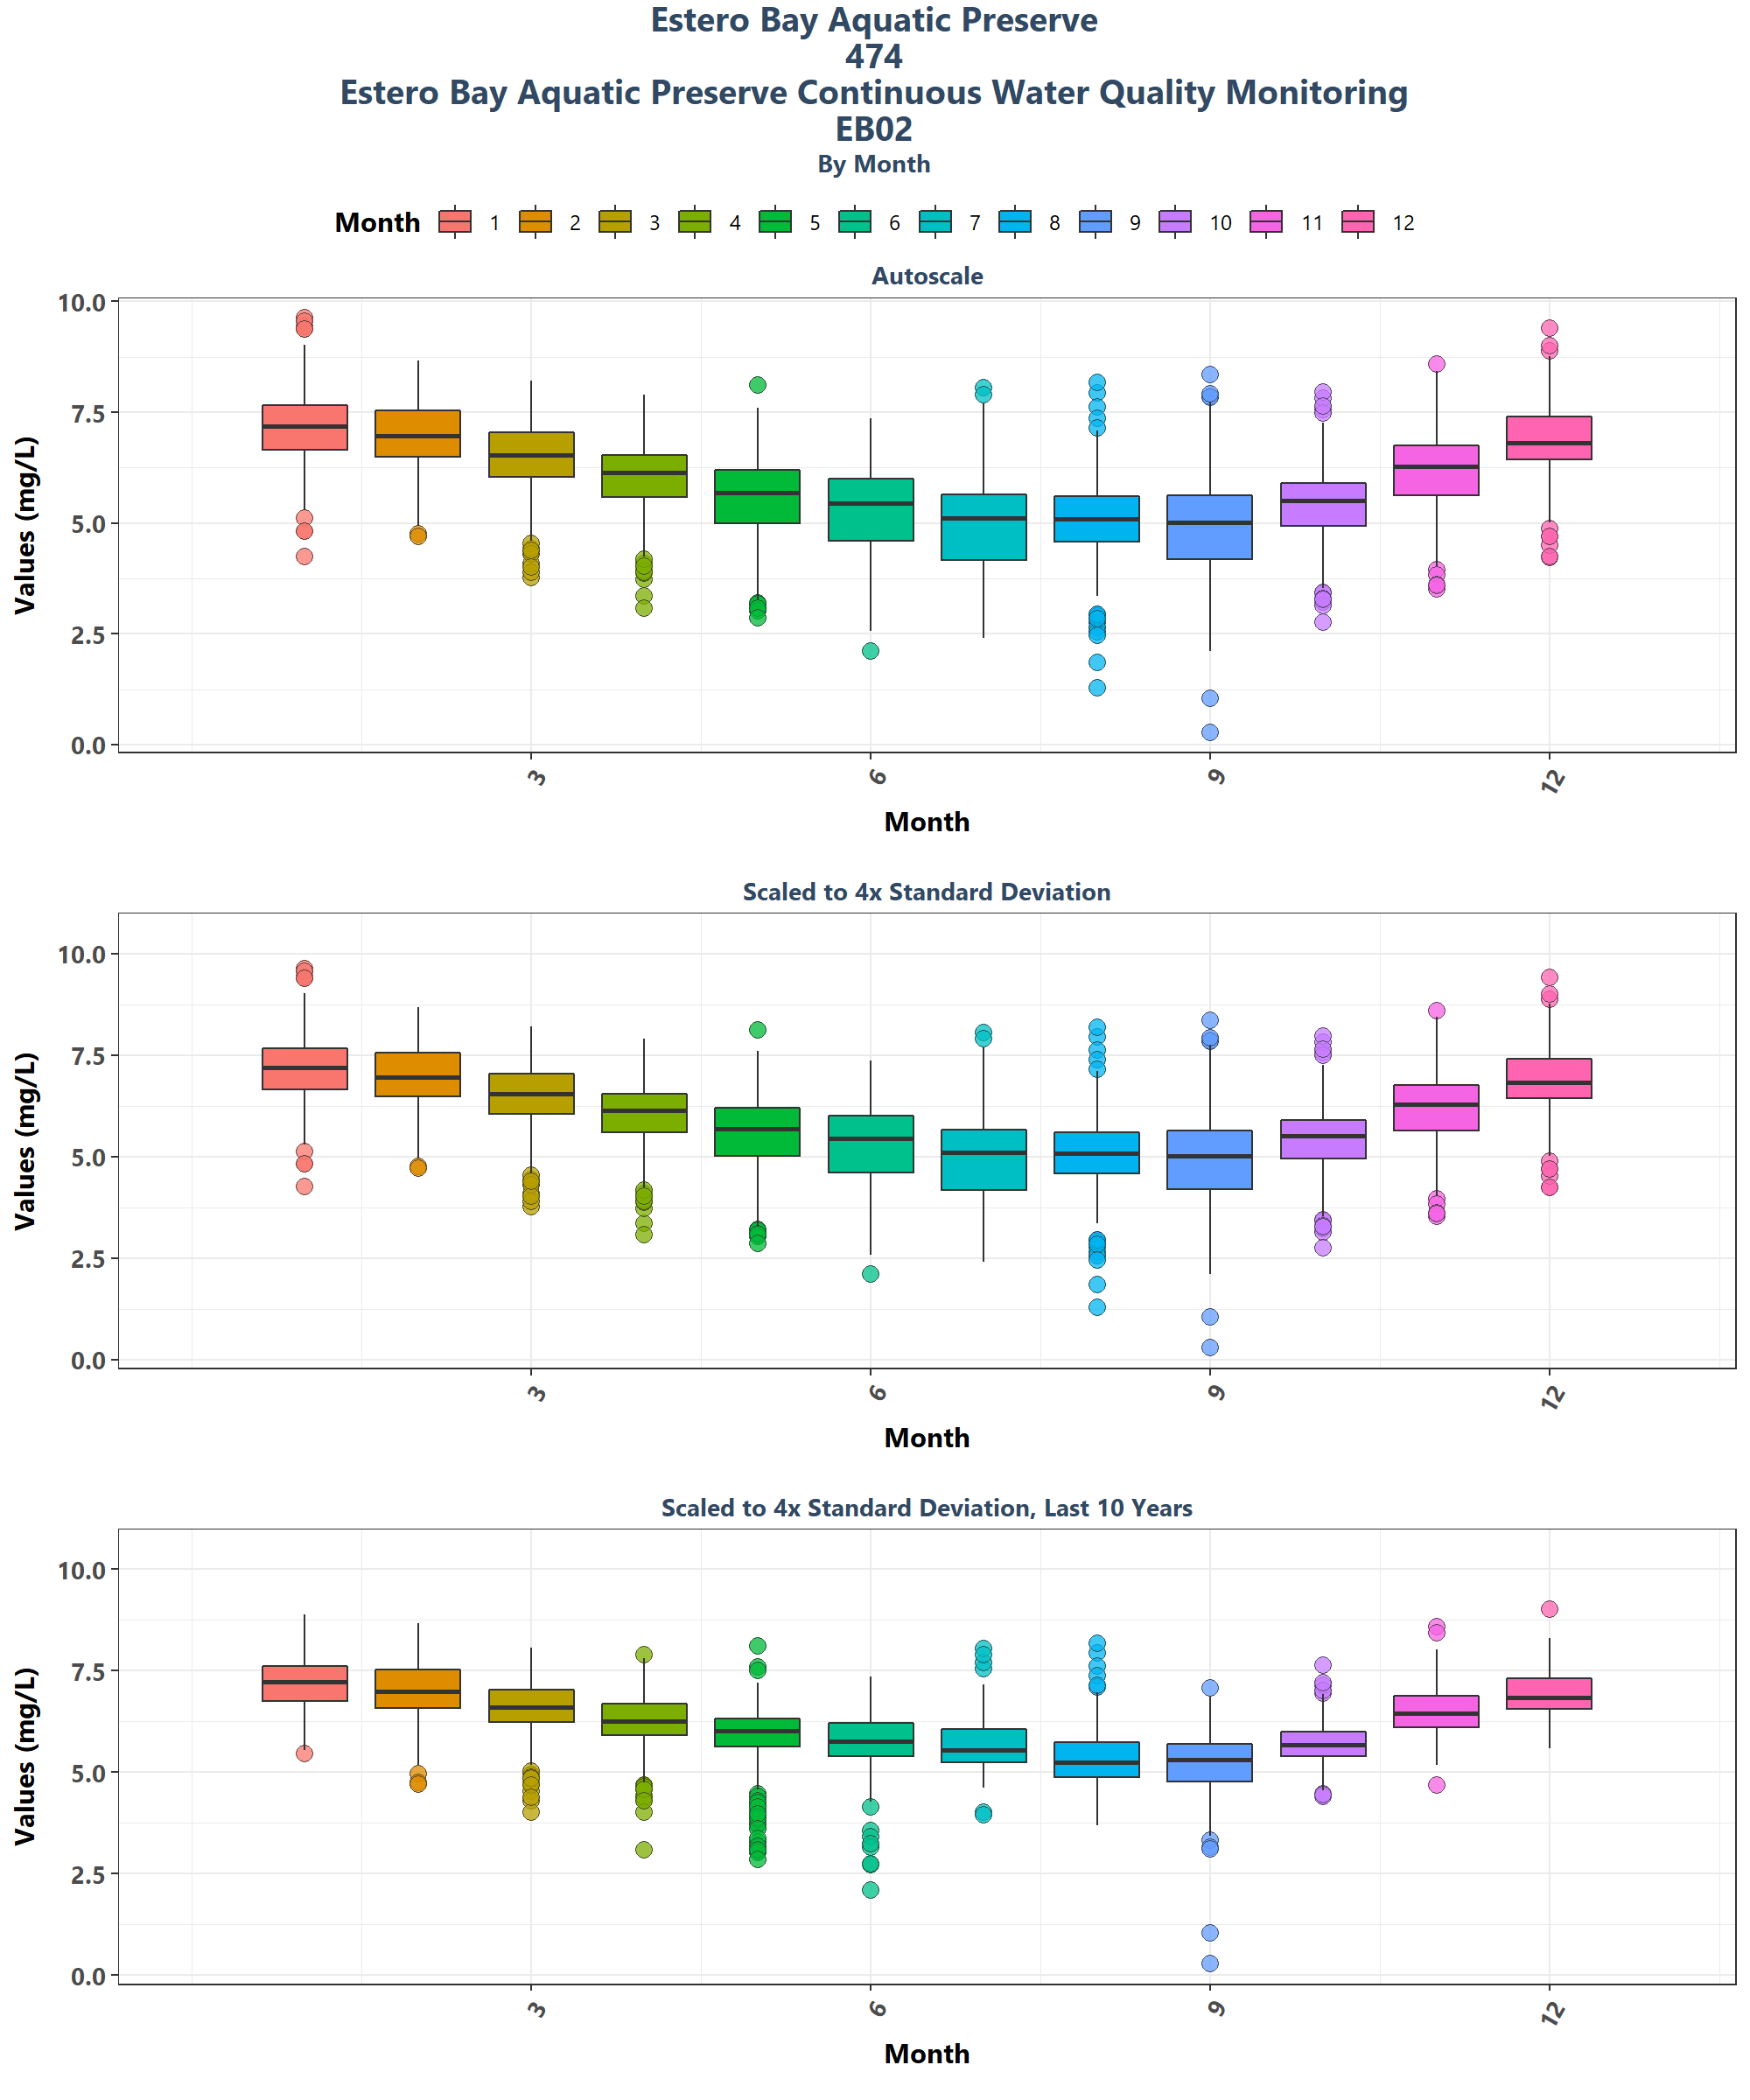 Estero Bay Aquatic Preserve
474
Estero Bay Aquatic Preserve Continuous Water Quality Monitoring
EB02
By Month
Month 1 2 3 4 5 6 7 8 9 10 11 12
Autoscale
10.0
7.5
5.0
2.5
0.0
Values (mg/L)
3 6 9 12
Month
Scaled to 4x Standard Deviation
10.0
7.5
5.0
2.5
0.0
Values (mg/L)
3 6 9 12
Month
Scaled to 4x Standard Deviation, Last 10 Years
10.0
7.5
5.0
2.5
0.0
Values (mg/L)
3 6 9 12
Month